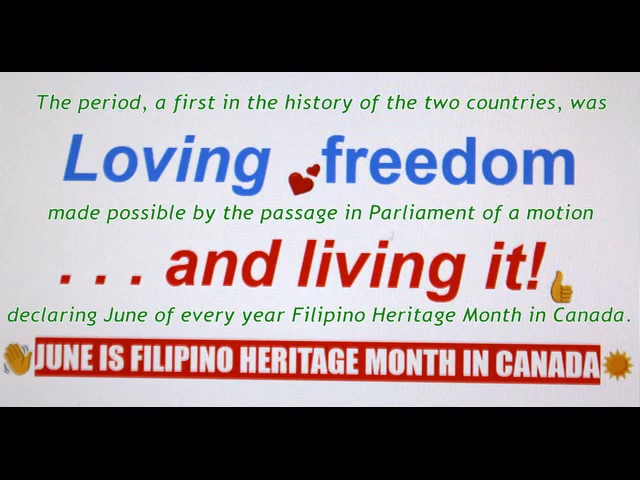 The period, a first in the history of the two countries, was
Loving freedom
made possible by the passage in Parliament of a motion
. . . and living it!
declaring June of every year Filipino Heritage Month in Canada.
JUNE IS FILIPINO HERITAGE MONTH IN CANADA